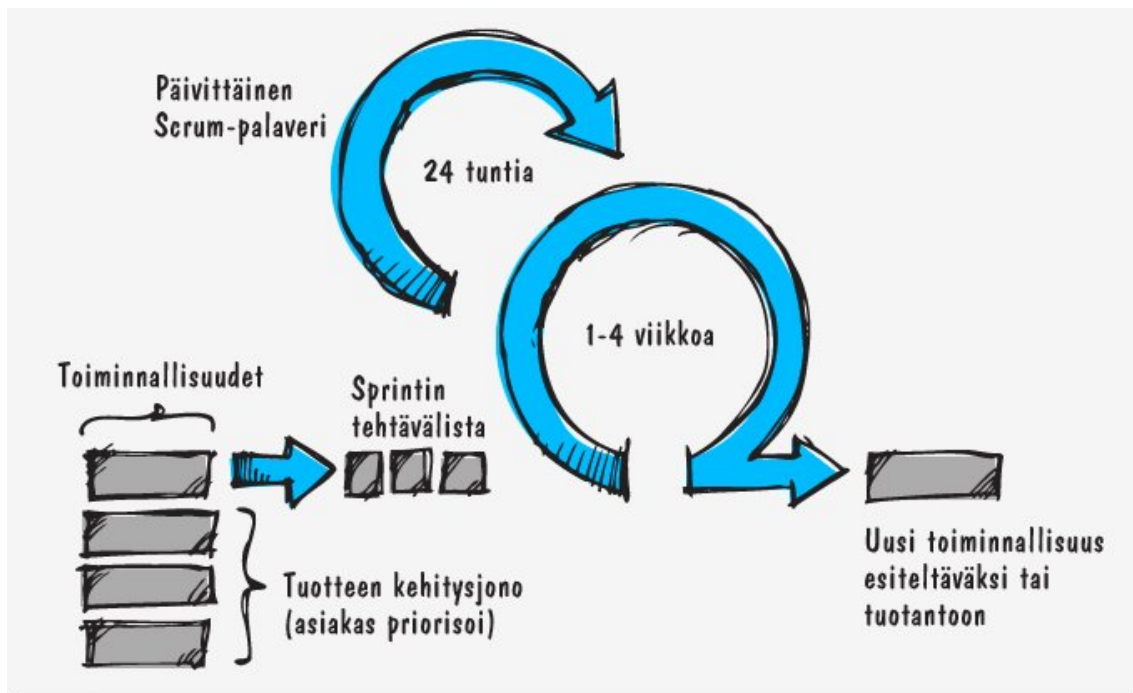 Päivittäinen
Scrum-palaveri
24 tuntia
1-4 viikkoa
Toiminnallisuudet
Sprintin
tehtävälista
Tuotteen kehitysjono
(asiakas priorisoi)
Uusi toiminnallisuus
esiteltäväksi tai
tuotantoon